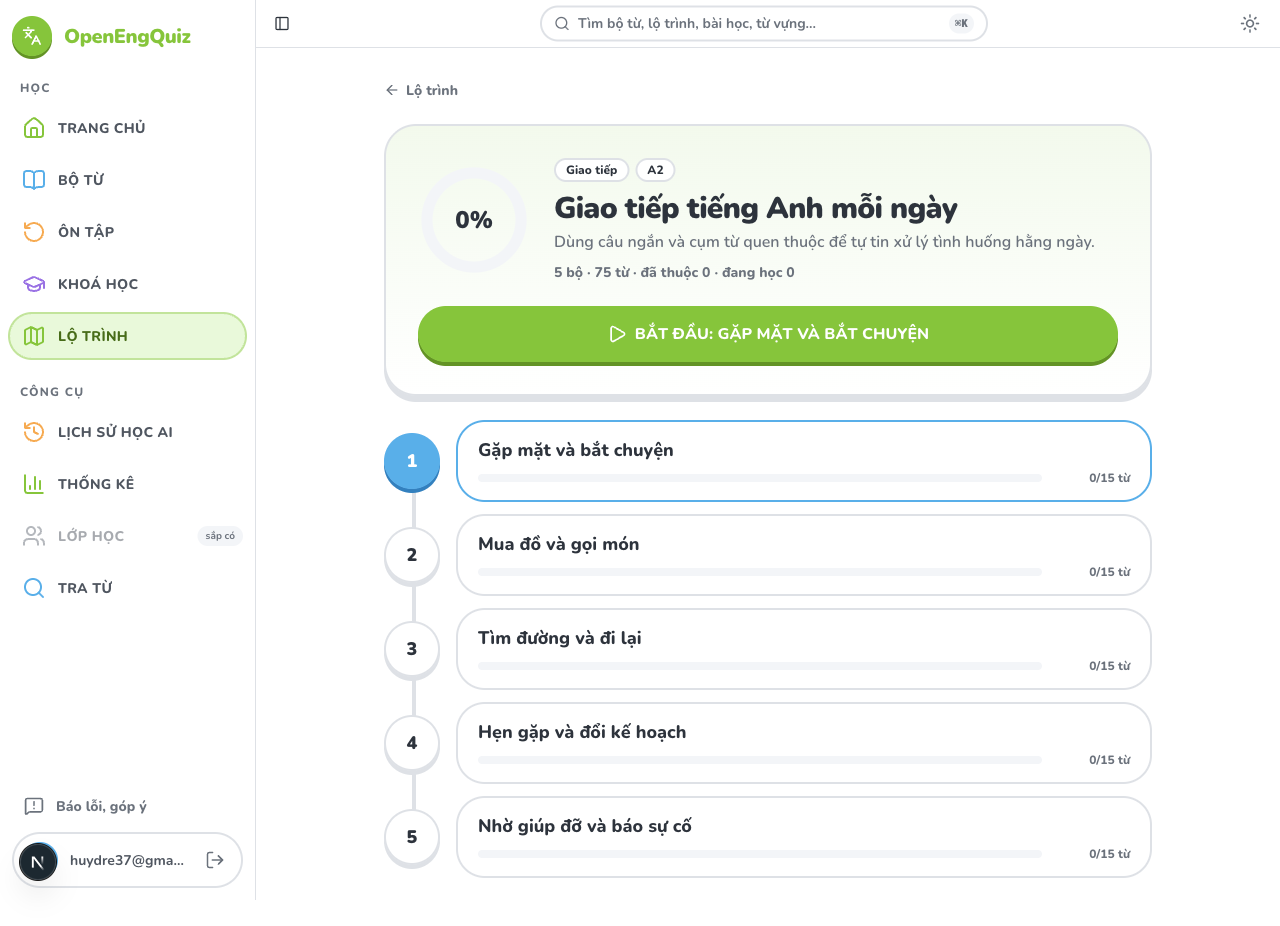 OpenEngQuiz
HỌC
TRANG CHỦ
BỘ TỪ
ÔN TẬP
KHOÁ HỌC
LỘ TRÌNH
CÔNG CỤ
LỊCH SỬ HỌC AI
THỐNG KÊ
LỚP HỌC
sắp có
TRA TỪ
Báo lỗi, góp ý
N
huydre37@gma...
Tìm bộ từ, lộ trình, bài học, từ vựng...
⌘K
Lộ trình
0%
Giao tiếp
A2
Giao tiếp tiếng Anh mỗi ngày
Dùng câu ngắn và cụm từ quen thuộc để tự tin xử lý tình huống hằng ngày.
5 bộ · 75 từ · đã thuộc 0 · đang học 0
BẮT ĐẦU: GẶP MẶT VÀ BẮT CHUYỆN
1
Gặp mặt và bắt chuyện
0/15 từ
2
Mua đồ và gọi món
0/15 từ
3
Tìm đường và đi lại
0/15 từ
4
Hẹn gặp và đổi kế hoạch
0/15 từ
5
Nhờ giúp đỡ và báo sự cố
0/15 từ